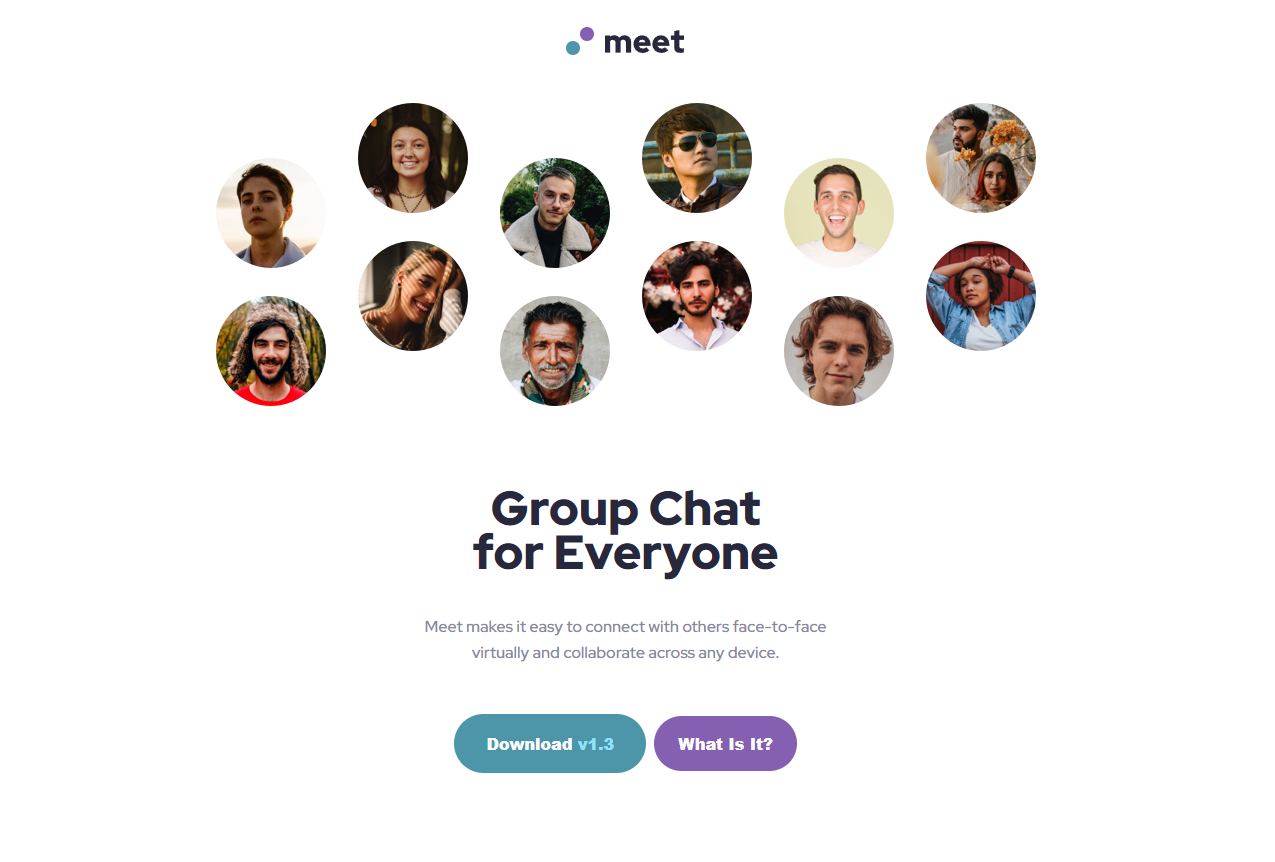 meet
Group Chat
for Everyone
Meet makes it easy to connect with others face-to-face
virtually and collaborate across any device.
Download v1.3
What Is It?